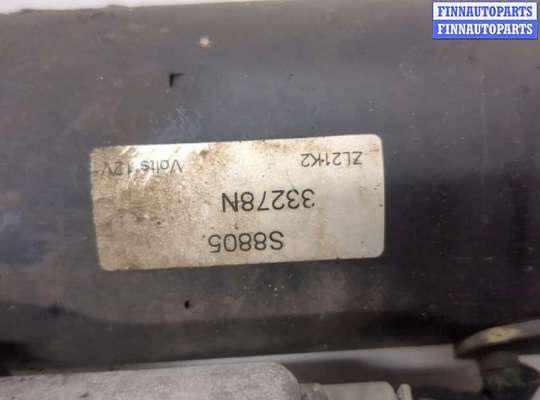 FINNAUTOPARTS
FINNAUTOPARTS
S8805
33278N
ZL21K2 Volts 12V